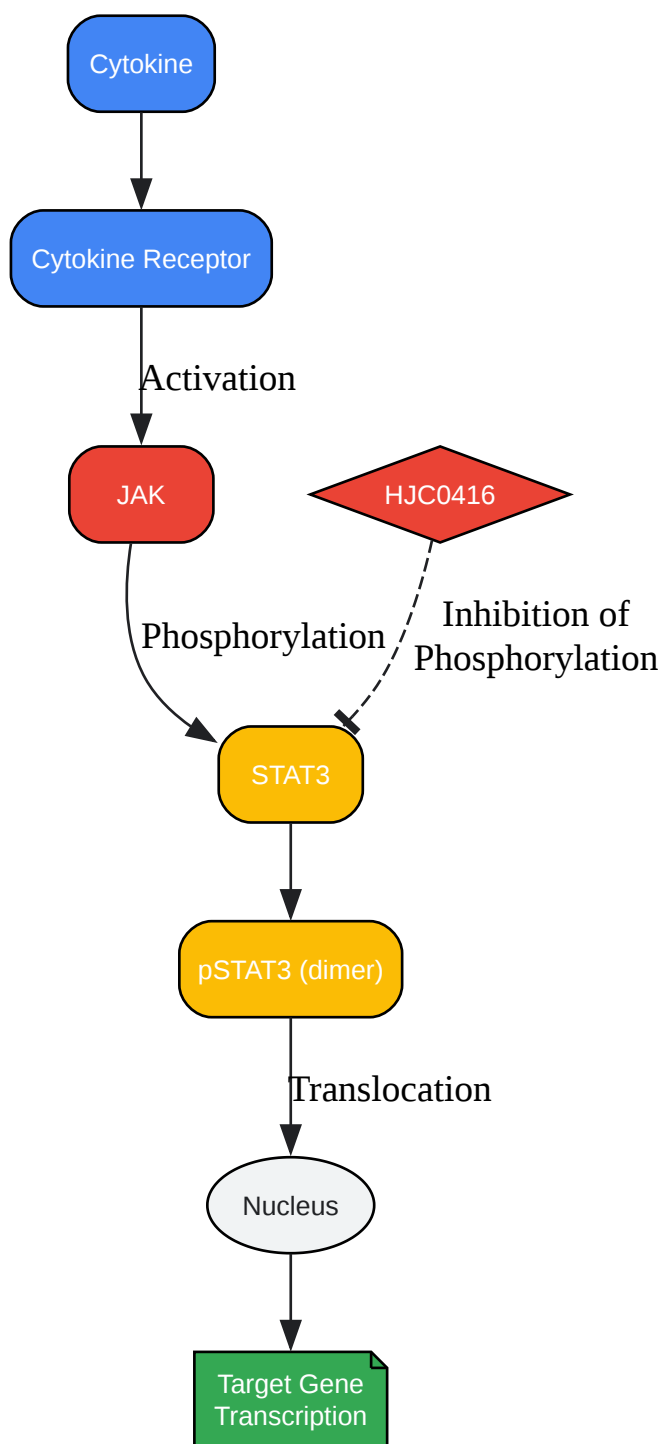 Cytokine
Cytokine Receptor
Activation
JAK
HJC0416
Phosphorylation
Inhibition of
Phosphorylation
STAT3
pSTAT3 (dimer)
Translocation
Nucleus
Target Gene
Transcription